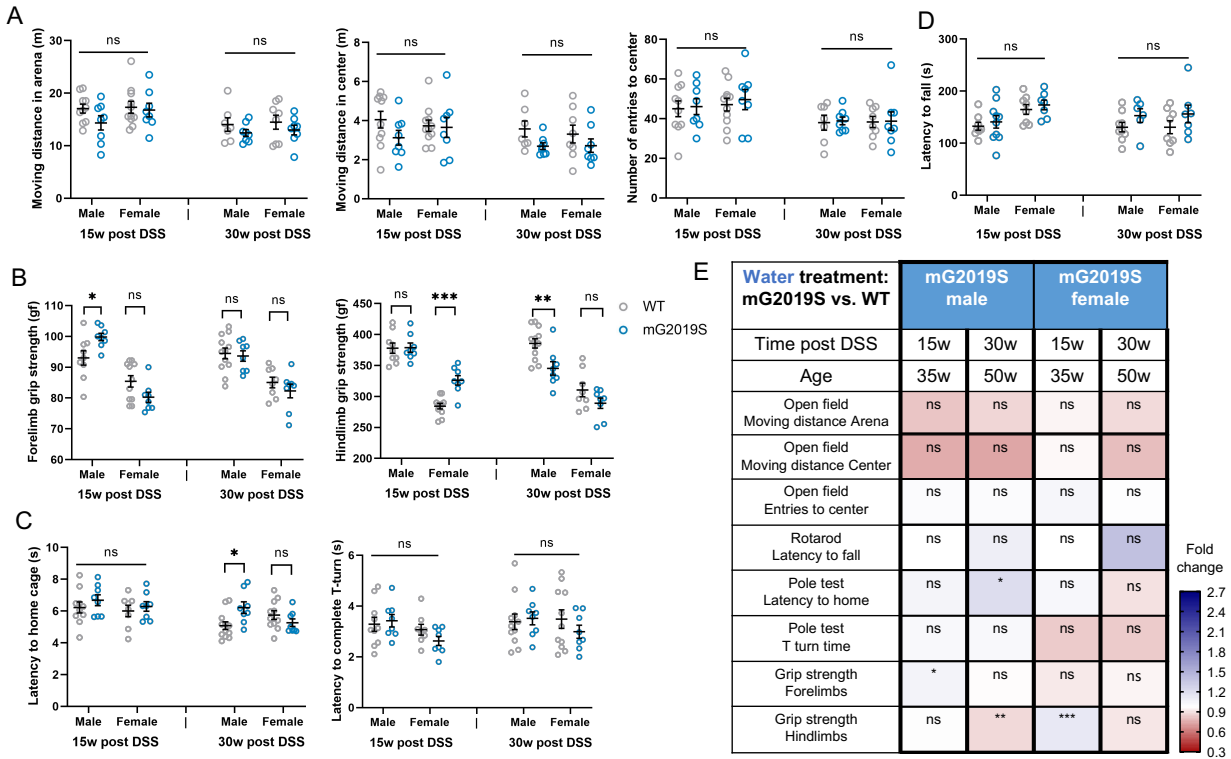 A
Moving distance in arena (m)
30
20
10
0
ns
ns
Male
Female
|
Male
Female
15w post DSS
30w post DSS
Moving distance in center (m)
8
6
4
2
0
ns
ns
Male
Female
|
Male
Female
15w post DSS
30w post DSS
Number of entries to center
80
60
40
20
0
ns
ns
Male
Female
|
Male
Female
15w post DSS
30w post DSS
D
Latency to fall (s)
300
200
100
0
ns
ns
Male
Female
|
Male
Female
15w post DSS
30w post DSS
B
Forelimb grip strength (gf)
110
100
90
80
70
60
*
ns
ns
ns
Male
Female
|
Male
Female
15w post DSS
30w post DSS
Hindlimb grip strength (gf)
450
400
350
300
250
200
ns
***
**
ns
Male
Female
|
Male
Female
15w post DSS
30w post DSS
WT
mG2019S
C
Latency to home cage (s)
10
8
6
4
2
0
ns
*
ns
Male
Female
|
Male
Female
15w post DSS
30w post DSS
Latency to complete T-turn (s)
6
4
2
0
ns
ns
Male
Female
|
Male
Female
15w post DSS
30w post DSS
E
Water treatment:
mG2019S vs. WT
mG2019S
male
mG2019S
female
Time post DSS 15w 30w 15w 30w
Age 35w 50w 35w 50w
Open field
Moving distance Arena
ns ns ns ns
Open field
Moving distance Center
ns ns ns ns
Open field
Entries to center
ns ns ns ns
Rotarod
Latency to fall
ns ns ns ns
Pole test
Latency to home
ns * ns ns
Pole test
T turn time
ns ns ns ns
Grip strength
Forelimbs
* ns ns ns
Grip strength
Hindlimbs
ns ** *** ns
Fold
change
2.7
2.4
2.1
1.8
1.5
1.2
0.9
0.6
0.3